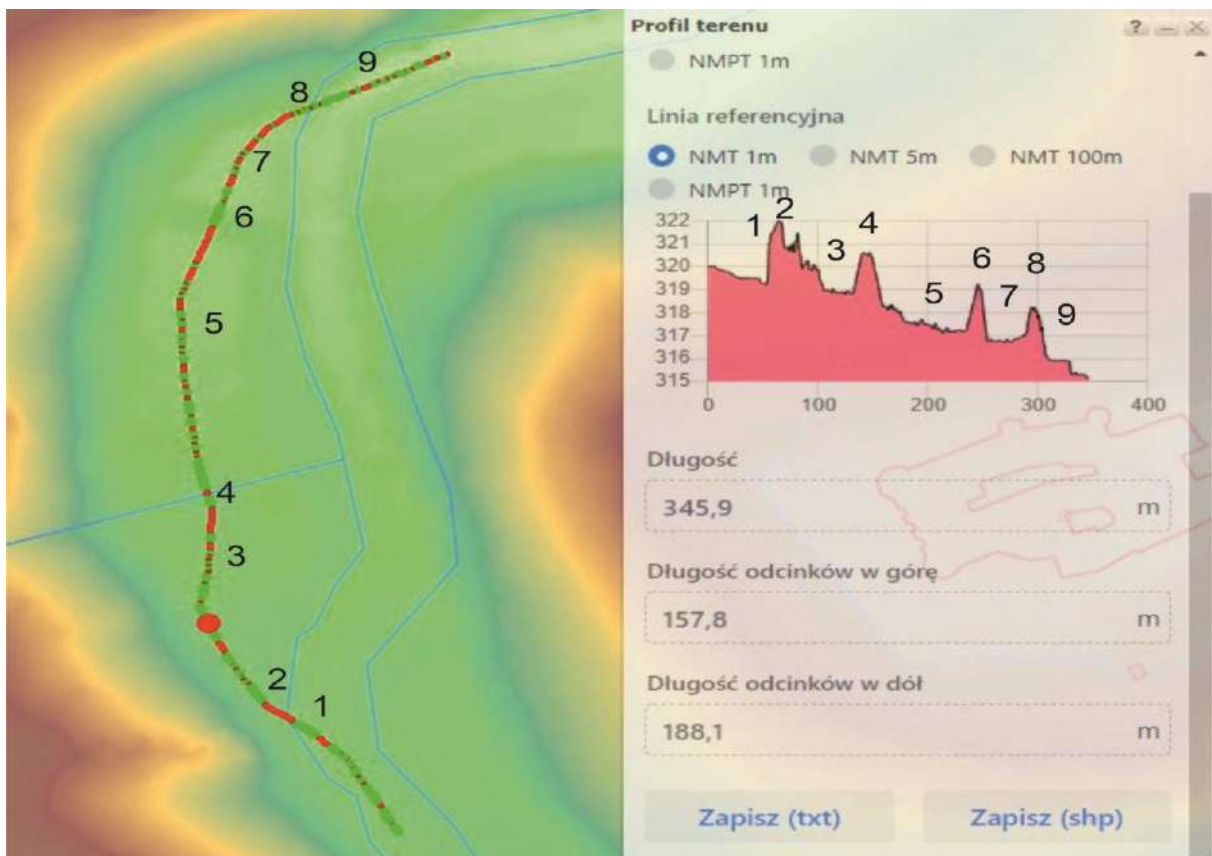 9
8
7
6
5
4
3
2
1
Profil terenu ? — ×
NMPT 1m
Linia referencyjna
NMT 1m NMT 5m NMT 100m
NMPT 1m
322
321
320
319
318
317
316
315
1 2 3 4 5 6 7 8 9
0 100 200 300 400
Długość
345,9 m
Długość odcinków w górę
157,8 m
Długość odcinków w dół
188,1 m
Zapisz (txt) Zapisz (shp)